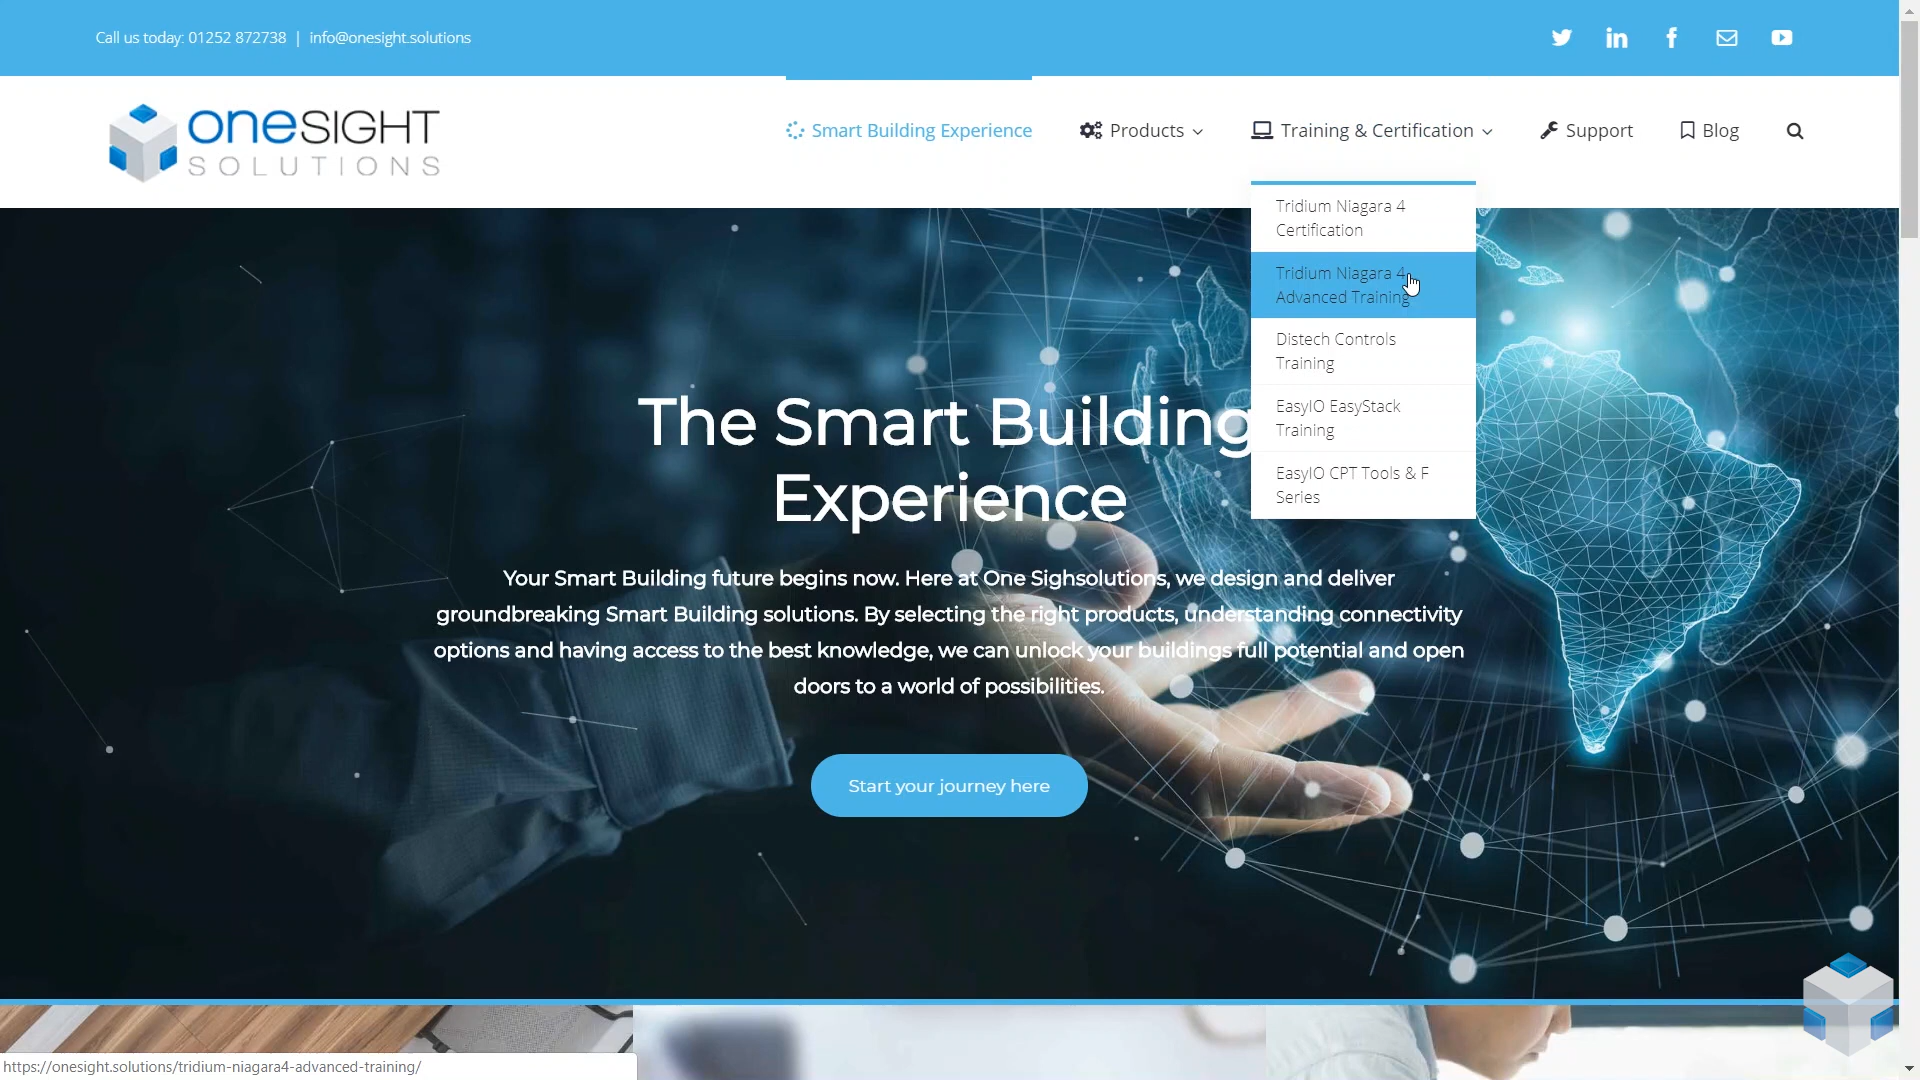 Call us today: 01252 872738 | info@onesight.solutions
oneSIGHT
SOLUTIONS
Smart Building Experience
Products
Training & Certification
Support
Blog
Tridium Niagara 4
Certification
Tridium Niagara 4
Advanced Training
Distech Controls
Training
EasyIO EasyStack
Training
EasyIO CPT Tools & F
Series
The Smart Building
Experience
Your Smart Building future begins now. Here at One Sighsolutions, we design and deliver
groundbreaking Smart Building solutions. By selecting the right products, understanding connectivity
options and having access to the best knowledge, we can unlock your buildings full potential and open
doors to a world of possibilities.
Start your journey here
https://onesight.solutions/tridium-niagara4-advanced-training/